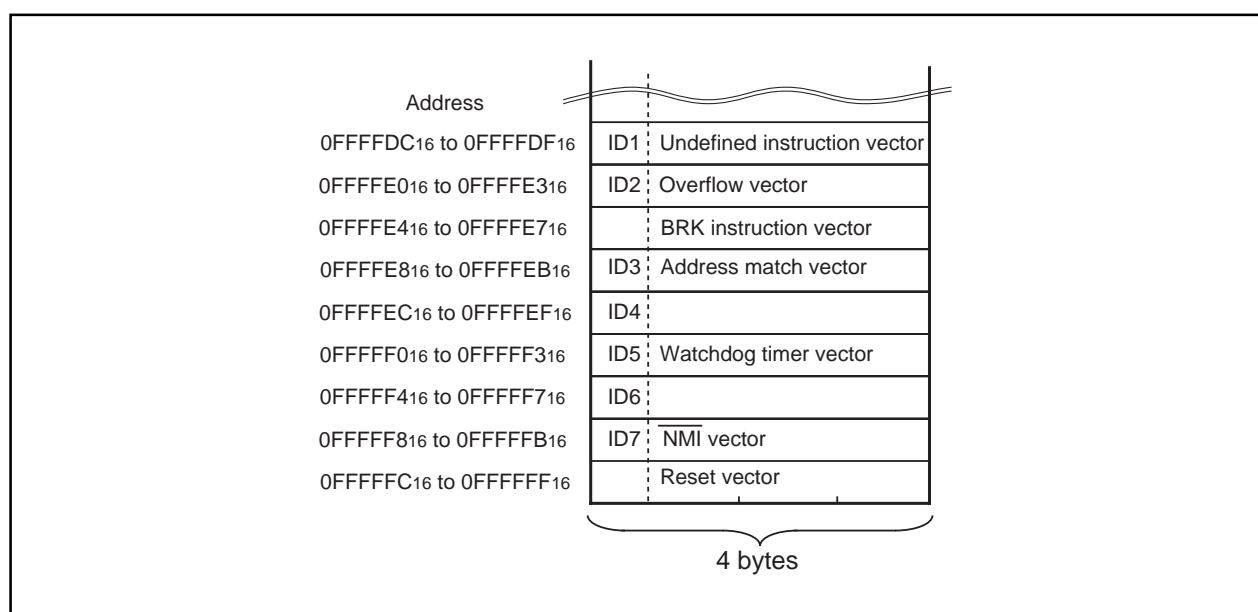 Address
0FFFFDC16 to 0FFFFDF16 ID1 Undefined instruction vector
0FFFFE016 to 0FFFFE316 ID2 Overflow vector
0FFFFE416 to 0FFFFE716 BRK instruction vector
0FFFFE816 to 0FFFFEB16 ID3 Address match vector
0FFFFEC16 to 0FFFFEF16 ID4
0FFFFF016 to 0FFFFF316 ID5 Watchdog timer vector
0FFFFF416 to 0FFFFF716 ID6
0FFFFF816 to 0FFFFFB16 ID7 NMI vector
0FFFFFC16 to 0FFFFFF16 Reset vector
4 bytes